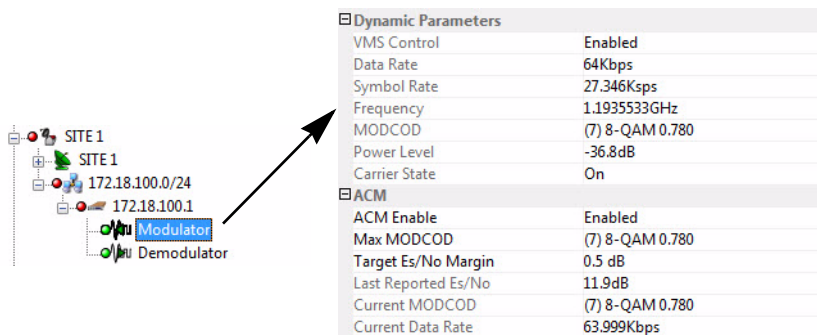 SITE 1
SITE 1
172.18.100.0/24
172.18.100.1
Modulator
Demodulator
Dynamic Parameters
VMS Control Enabled
Data Rate 64Kbps
Symbol Rate 27.346Ksps
Frequency 1.1935533GHz
MODCOD (7) 8-QAM 0.780
Power Level -36.8dB
Carrier State On
ACM
ACM Enable Enabled
Max MODCOD (7) 8-QAM 0.780
Target Es/No Margin 0.5 dB
Last Reported Es/No 11.9dB
Current MODCOD (7) 8-QAM 0.780
Current Data Rate 63.999Kbps